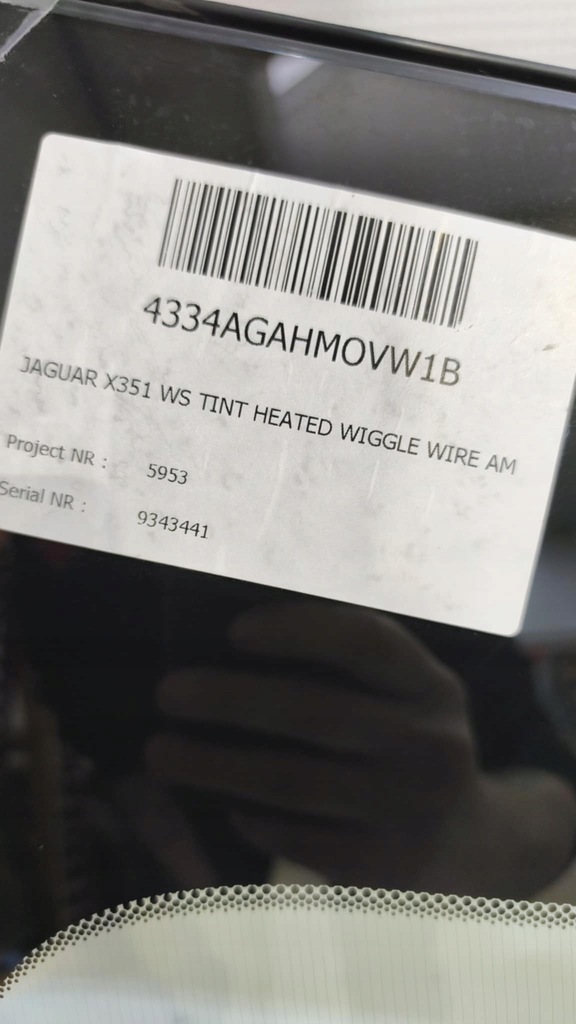 4334AGAHMOVW1B
JAGUAR X351 WS TINT HEATED WIGGLE WIRE AM
Project NR : 5953
Serial NR : 9343441